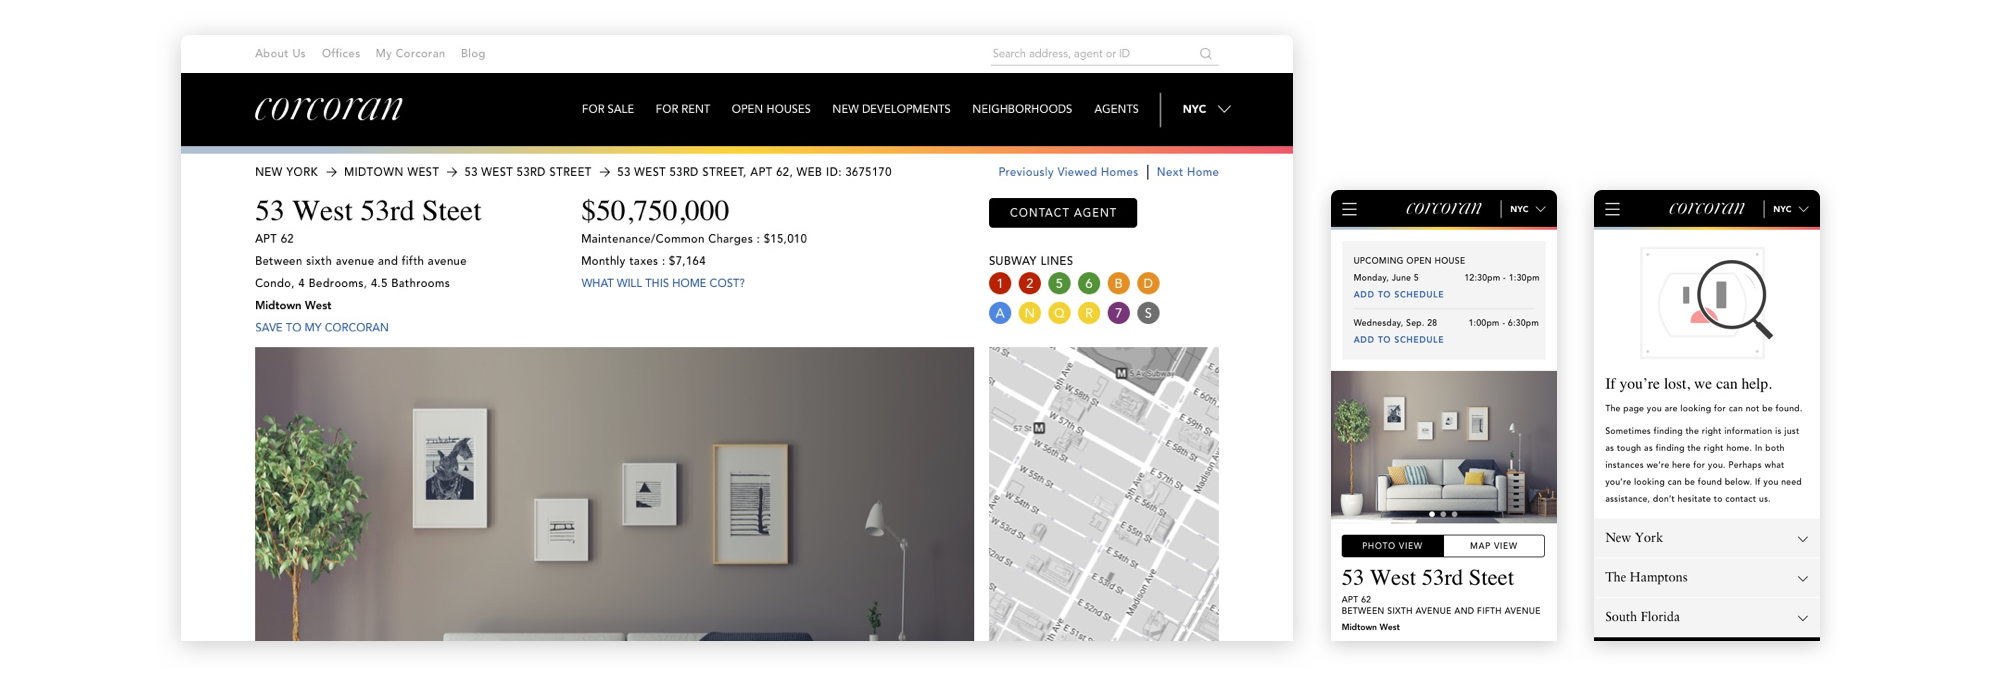 About Us Offices My Corcoran Blog
Search address, agent or ID
corcoran
FOR SALE FOR RENT OPEN HOUSES NEW DEVELOPMENTS NEIGHBORHOODS AGENTS NYC
NEW YORK → MIDTOWN WEST → 53 WEST 53RD STREET → 53 WEST 53RD STREET, APT 62, WEB ID: 3675170
Previously Viewed Homes | Next Home
53 West 53rd Steet
APT 62
Between sixth avenue and fifth avenue
Condo, 4 Bedrooms, 4.5 Bathrooms
Midtown West
SAVE TO MY CORCORAN
$50,750,000
Maintenance/Common Charges : $15,010
Monthly taxes : $7,164
WHAT WILL THIS HOME COST?
CONTACT AGENT
SUBWAY LINES
1 2 5 6 B D
A N Q R 7 S
M 5 Av Subway
6th Ave
W 58th St
E 60th
E 59th St
W 57th St
57 St M
E 58th St
W 56th St
E 57th St
Madison
W 55th St
E 56th St
5th Ave
W 53rd St
E 55th St
E 54th St
E 53rd St
Madison Ave
E 52nd St
E 51st
corcoran NYC
UPCOMING OPEN HOUSE
Monday, June 5 12:30pm - 1:30pm
ADD TO SCHEDULE
Wednesday, Sep. 28 1:00pm - 6:30pm
ADD TO SCHEDULE
PHOTO VIEW MAP VIEW
53 West 53rd Steet
APT 62
BETWEEN SIXTH AVENUE AND FIFTH AVENUE
Midtown West
corcoran NYC
If you're lost, we can help.
The page you are looking for can not be found.
Sometimes finding the right information is just
as tough as finding the right home. In both
instances we're here for you. Perhaps what
you're looking can be found below. If you need
assistance, don't hesitate to contact us.
New York
The Hamptons
South Florida